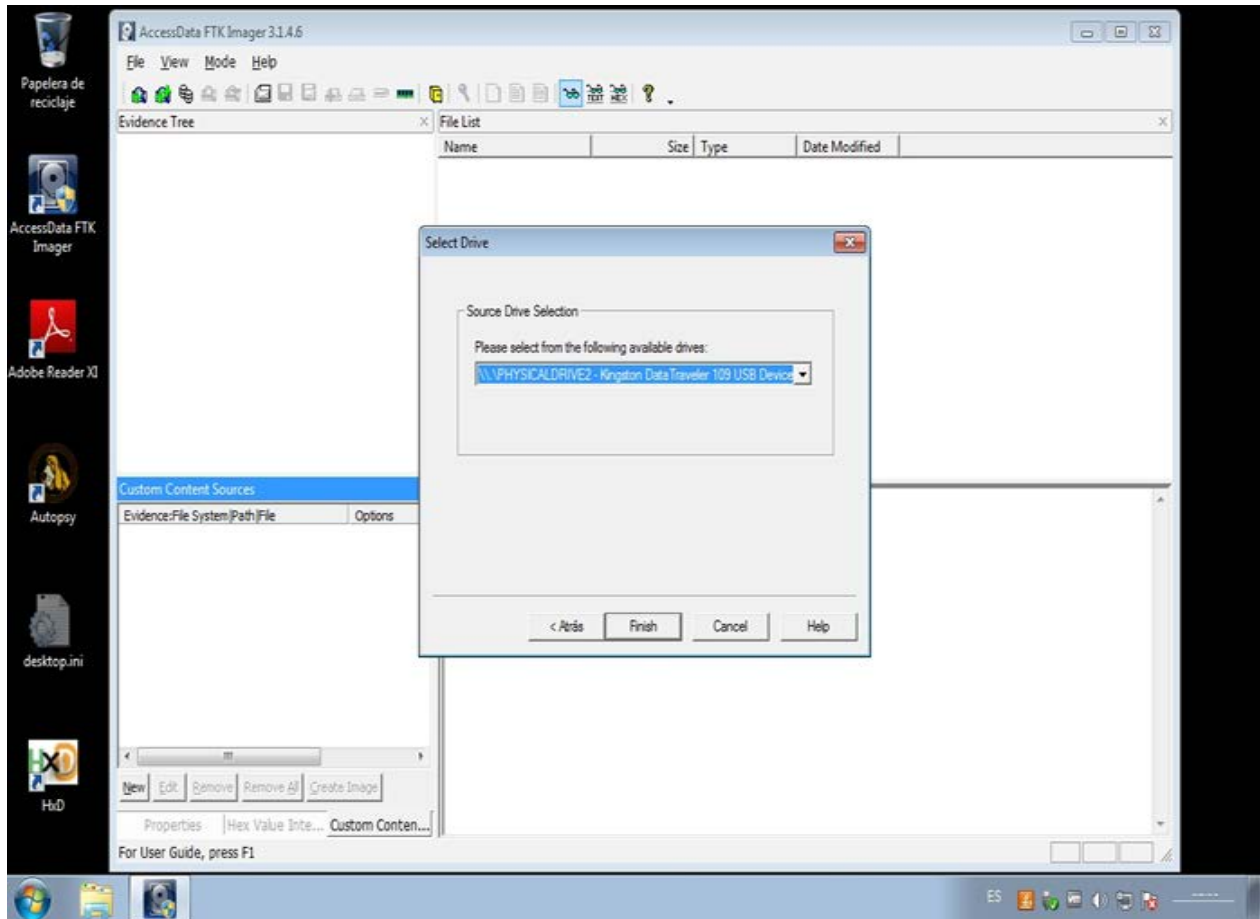 Papelera de
reciclaje
AccessData FTK
Imager
Adobe Reader XI
Autopsy
desktop.ini
HxD
AccessData FTK Imager 3.1.4.6
File View Mode Help
Evidence Tree
File List
Name Size Type Date Modified
Select Drive
Source Drive Selection
Please select from the following available drives:
\\.\PHYSICALDRIVE2 - Kingston DataTraveler 109 USB Device
< Atrás Finish Cancel Help
Custom Content Sources
Evidence:File System|Path|File Options
New Edit Remove Remove All Create Image
Properties Hex Value Inte... Custom Conten...
For User Guide, press F1
ES